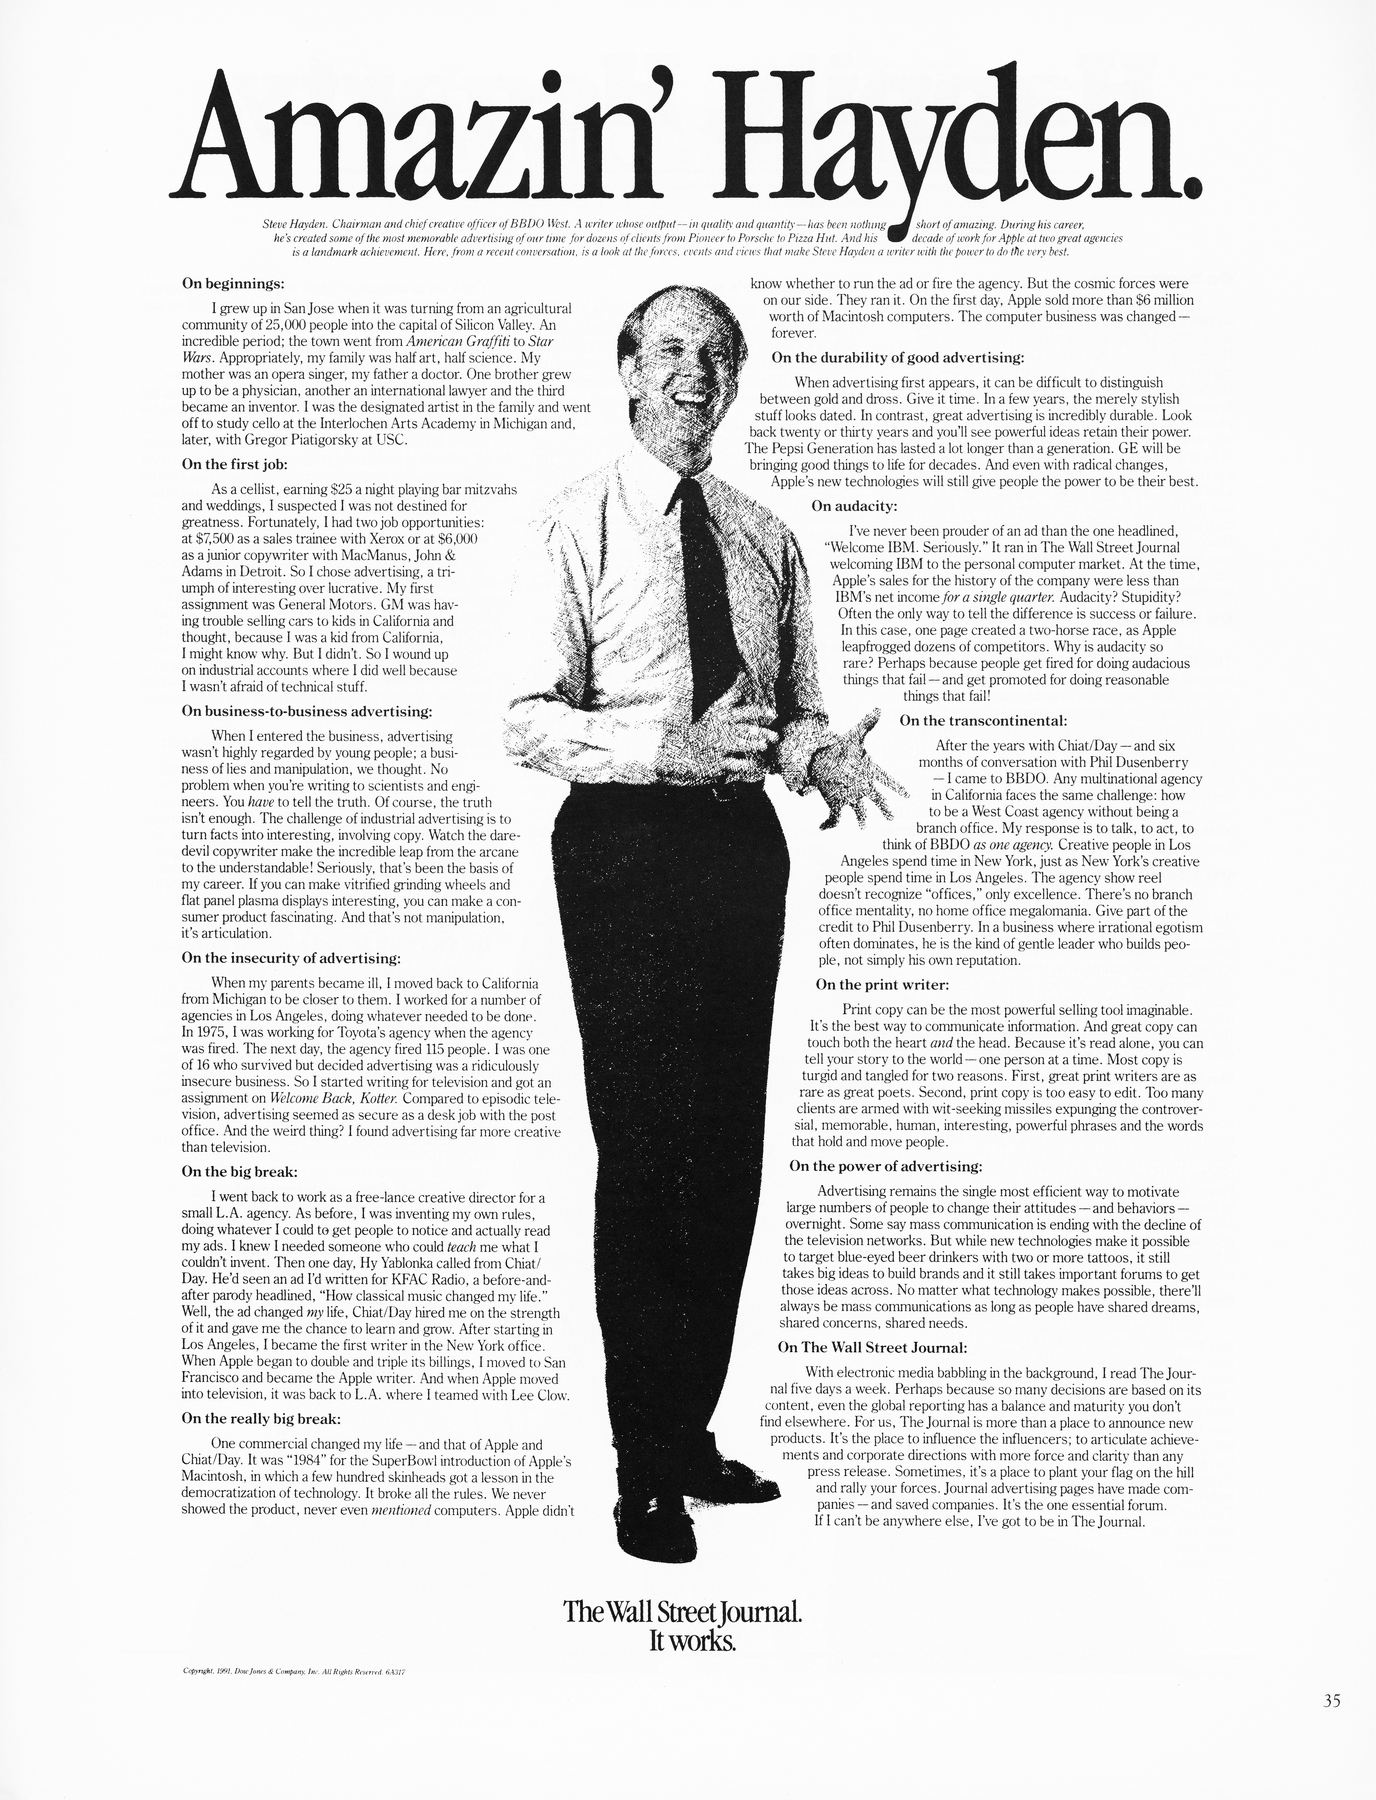 Amazin' Hayden.
Steve Hayden. Chairman and chief creative officer of BBDO West. A writer whose output—in quality and quantity—has been nothing short of amazing. During his career,
he's created some of the most memorable advertising of our time for dozens of clients from Pioneer to Porsche to Pizza Hut. And his decade of work for Apple at two great agencies
is a landmark achievement. Here, from a recent conversation, is a look at the forces, events and views that make Steve Hayden a writer with the power to do the very best.
On beginnings:
I grew up in San Jose when it was turning from an agricultural
community of 25,000 people into the capital of Silicon Valley. An
incredible period; the town went from American Graffiti to Star
Wars. Appropriately, my family was half art, half science. My
mother was an opera singer, my father a doctor. One brother grew
up to be a physician, another an international lawyer and the third
became an inventor. I was the designated artist in the family and went
off to study cello at the Interlochen Arts Academy in Michigan and,
later, with Gregor Piatigorsky at USC.
On the first job:
As a cellist, earning $25 a night playing bar mitzvahs
and weddings, I suspected I was not destined for
greatness. Fortunately, I had two job opportunities:
at $7,500 as a sales trainee with Xerox or at $6,000
as a junior copywriter with MacManus, John &
Adams in Detroit. So I chose advertising, a tri-
umph of interesting over lucrative. My first
assignment was General Motors. GM was hav-
ing trouble selling cars to kids in California and
thought, because I was a kid from California,
I might know why. But I didn't. So I wound up
on industrial accounts where I did well because
I wasn't afraid of technical stuff.
On business-to-business advertising:
When I entered the business, advertising
wasn't highly regarded by young people; a busi-
ness of lies and manipulation, we thought. No
problem when you're writing to scientists and engi-
neers. You have to tell the truth. Of course, the truth
isn't enough. The challenge of industrial advertising is to
turn facts into interesting, involving copy. Watch the dare-
devil copywriter make the incredible leap from the arcane
to the understandable! Seriously, that's been the basis of
my career. If you can make vitrified grinding wheels and
flat panel plasma displays interesting, you can make a con-
sumer product fascinating. And that's not manipulation,
it's articulation.
On the insecurity of advertising:
When my parents became ill, I moved back to California
from Michigan to be closer to them. I worked for a number of
agencies in Los Angeles, doing whatever needed to be done.
In 1975, I was working for Toyota's agency when the agency
was fired. The next day, the agency fired 115 people. I was one
of 16 who survived but decided advertising was a ridiculously
insecure business. So I started writing for television and got an
assignment on Welcome Back, Kotter. Compared to episodic tele-
vision, advertising seemed as secure as a desk job with the post
office. And the weird thing? I found advertising far more creative
than television.
On the big break:
I went back to work as a free-lance creative director for a
small L.A. agency. As before, I was inventing my own rules,
doing whatever I could to get people to notice and actually read
my ads. I knew I needed someone who could teach me what I
couldn't invent. Then one day, Hy Yablonka called from Chiat/
Day. He'd seen an ad I'd written for KFAC Radio, a before-and-
after parody headlined, "How classical music changed my life."
Well, the ad changed my life, Chiat/Day hired me on the strength
of it and gave me the chance to learn and grow. After starting in
Los Angeles, I became the first writer in the New York office.
When Apple began to double and triple its billings, I moved to San
Francisco and became the Apple writer. And when Apple moved
into television, it was back to L.A. where I teamed with Lee Clow.
On the really big break:
One commercial changed my life—and that of Apple and
Chiat/Day. It was "1984" for the SuperBowl introduction of Apple's
Macintosh, in which a few hundred skinheads got a lesson in the
democratization of technology. It broke all the rules. We never
showed the product, never even mentioned computers. Apple didn't
know whether to run the ad or fire the agency. But the cosmic forces were
on our side. They ran it. On the first day, Apple sold more than $6 million
worth of Macintosh computers. The computer business was changed—
forever.
On the durability of good advertising:
When advertising first appears, it can be difficult to distinguish
between gold and dross. Give it time. In a few years, the merely stylish
stuff looks dated. In contrast, great advertising is incredibly durable. Look
back twenty or thirty years and you'll see powerful ideas retain their power.
The Pepsi Generation has lasted a lot longer than a generation. GE will be
bringing good things to life for decades. And even with radical changes,
Apple's new technologies will still give people the power to be their best.
On audacity:
I've never been prouder of an ad than the one headlined,
"Welcome IBM. Seriously." It ran in The Wall Street Journal
welcoming IBM to the personal computer market. At the time,
Apple's sales for the history of the company were less than
IBM's net income for a single quarter. Audacity? Stupidity?
Often the only way to tell the difference is success or failure.
In this case, one page created a two-horse race, as Apple
leapfrogged dozens of competitors. Why is audacity so
rare? Perhaps because people get fired for doing audacious
things that fail—and get promoted for doing reasonable
things that fail!
On the transcontinental:
After the years with Chiat/Day—and six
months of conversation with Phil Dusenberry
—I came to BBDO. Any multinational agency
in California faces the same challenge: how
to be a West Coast agency without being a
branch office. My response is to talk, to act, to
think of BBDO as one agency. Creative people in Los
Angeles spend time in New York, just as New York's creative
people spend time in Los Angeles. The agency show reel
doesn't recognize "offices," only excellence. There's no branch
office mentality, no home office megalomania. Give part of the
credit to Phil Dusenberry. In a business where irrational egotism
often dominates, he is the kind of gentle leader who builds peo-
ple, not simply his own reputation.
On the print writer:
Print copy can be the most powerful selling tool imaginable.
It's the best way to communicate information. And great copy can
touch both the heart and the head. Because it's read alone, you can
tell your story to the world—one person at a time. Most copy is
turgid and tangled for two reasons. First, great print writers are as
rare as great poets. Second, print copy is too easy to edit. Too many
clients are armed with wit-seeking missiles expunging the controver-
sial, memorable, human, interesting, powerful phrases and the words
that hold and move people.
On the power of advertising:
Advertising remains the single most efficient way to motivate
large numbers of people to change their attitudes—and behaviors—
overnight. Some say mass communication is ending with the decline of
the television networks. But while new technologies make it possible
to target blue-eyed beer drinkers with two or more tattoos, it still
takes big ideas to build brands and it still takes important forums to get
those ideas across. No matter what technology makes possible, there'll
always be mass communications as long as people have shared dreams,
shared concerns, shared needs.
On The Wall Street Journal:
With electronic media babbling in the background, I read The Jour-
nal five days a week. Perhaps because so many decisions are based on its
content, even the global reporting has a balance and maturity you don't
find elsewhere. For us, The Journal is more than a place to announce new
products. It's the place to influence the influencers; to articulate achieve-
ments and corporate directions with more force and clarity than any
press release. Sometimes, it's a place to plant your flag on the hill
and rally your forces. Journal advertising pages have made com-
panies—and saved companies. It's the one essential forum.
If I can't be anywhere else, I've got to be in The Journal.
The Wall Street Journal.
It works.
Copyright, 1991, Dow Jones & Company, Inc. All Rights Reserved. 6A317
35